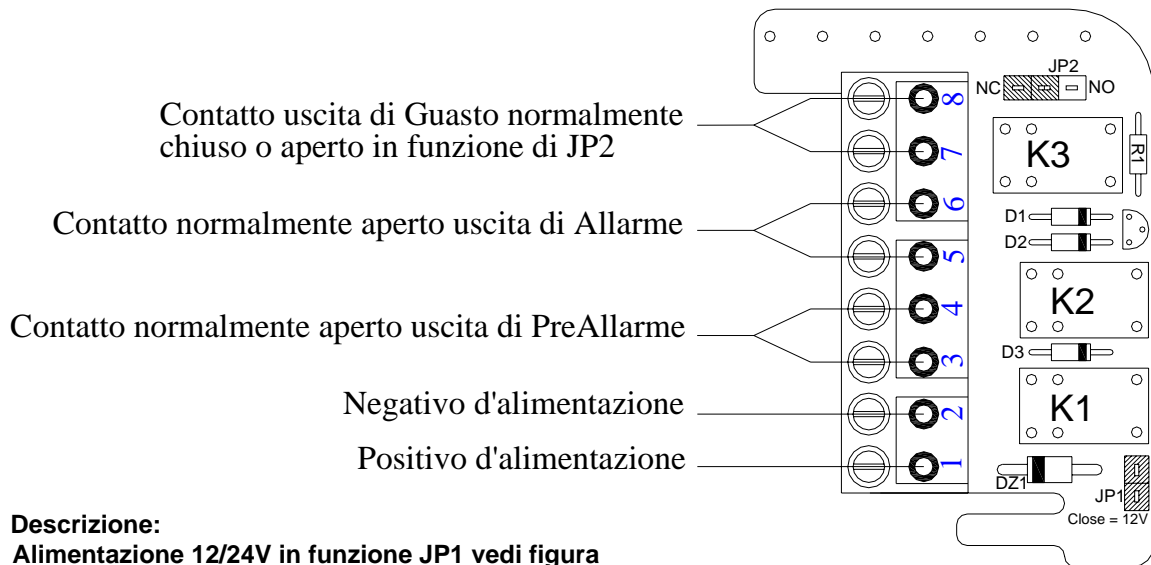 JP2
NC NO
Contatto uscita di Guasto normalmente
chiuso o aperto in funzione di JP2
8
7
K3
R1
Contatto normalmente aperto uscita di Allarme
6
5
D1
D2
K2
Contatto normalmente aperto uscita di PreAllarme
4
3
D3
K1
Negativo d'alimentazione
2
Positivo d'alimentazione
1
DZ1
JP1
Close = 12V
Descrizione:
Alimentazione 12/24V in funzione JP1 vedi figura